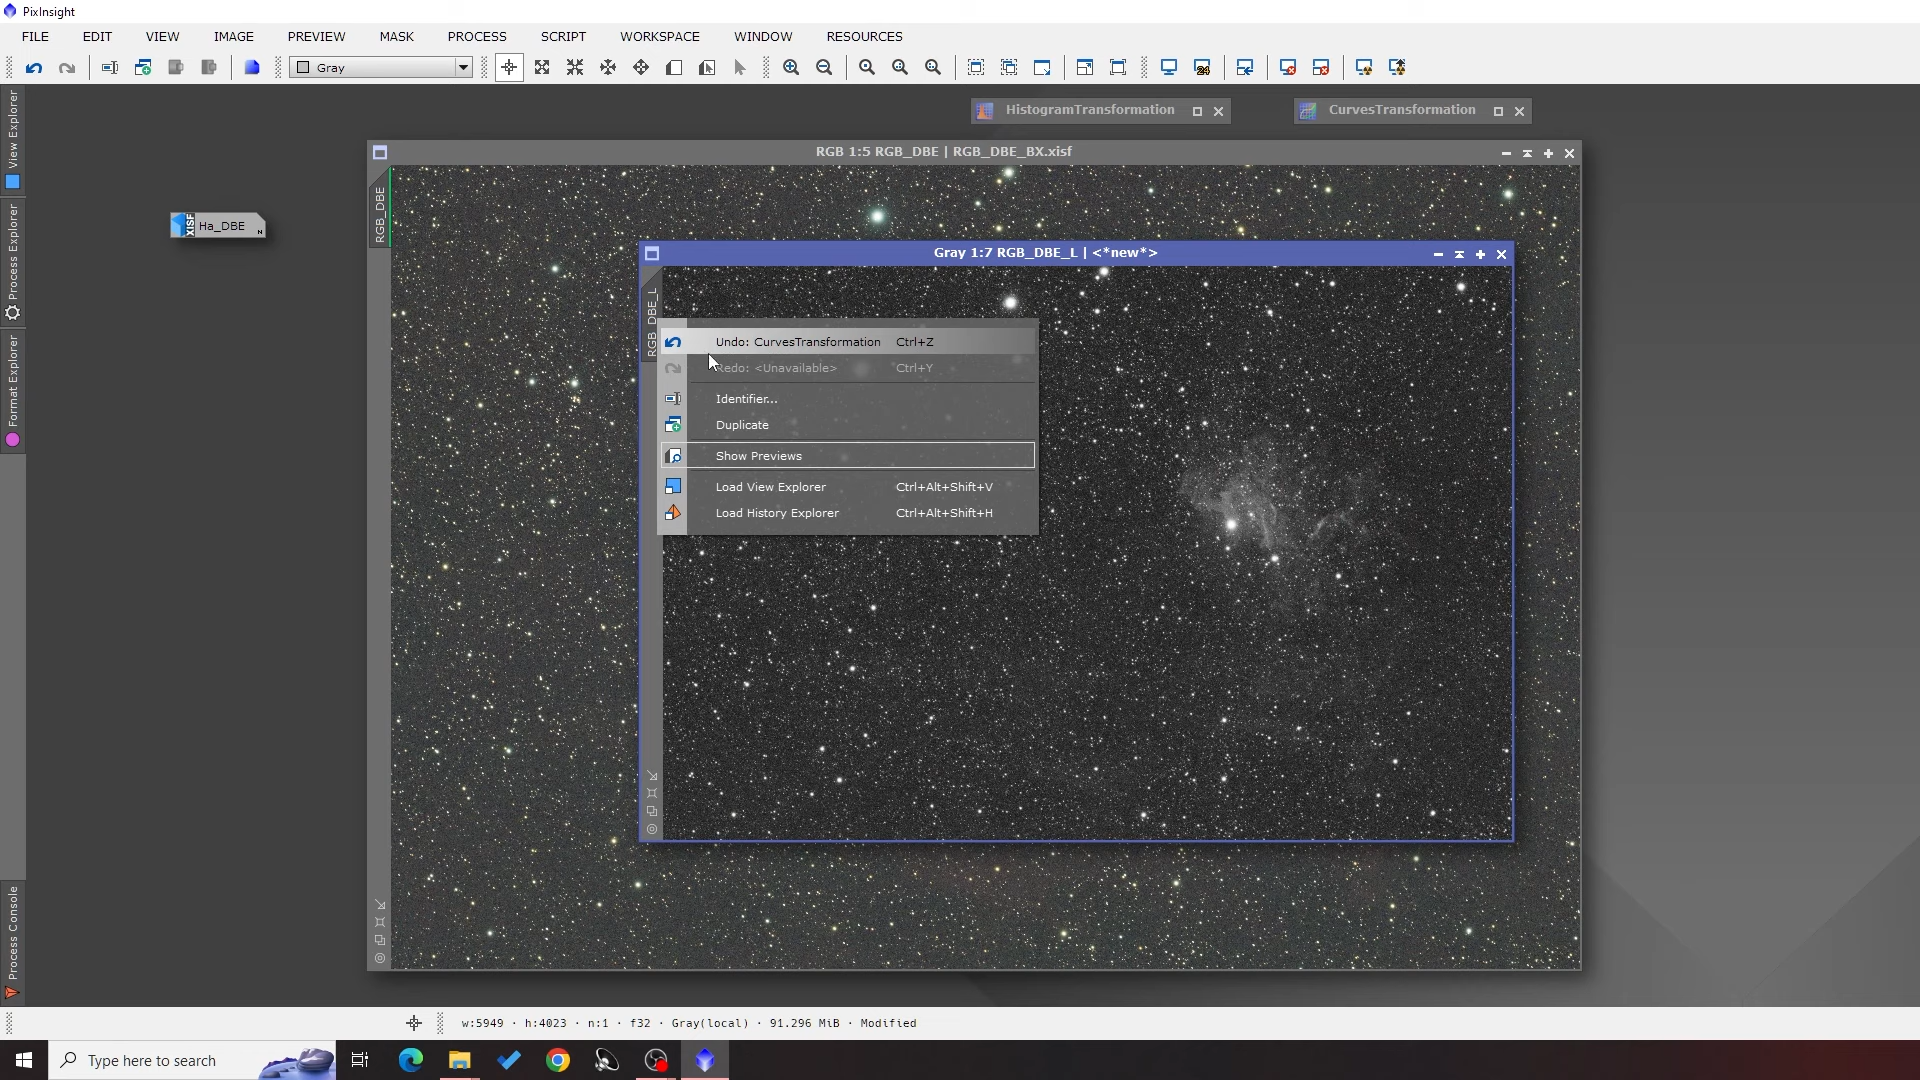 PixInsight
FILE EDIT VIEW IMAGE PREVIEW MASK PROCESS SCRIPT WORKSPACE WINDOW RESOURCES
Gray
24
View Explorer
Process Explorer
Format Explorer
Process Console
HistogramTransformation
CurvesTransformation
XISF Ha_DBE N
RGB 1:5 RGB_DBE | RGB_DBE_BX.xisf
RGB_DBE
Gray 1:7 RGB_DBE_L | <*new*>
RGB_DBE_L
Undo: CurvesTransformation Ctrl+Z
Redo: <Unavailable> Ctrl+Y
Identifier...
Duplicate
Show Previews
Load View Explorer Ctrl+Alt+Shift+V
Load History Explorer Ctrl+Alt+Shift+H
w:5949 · h:4023 · n:1 · f32 · Gray(local) · 91.296 MiB · Modified
Type here to search